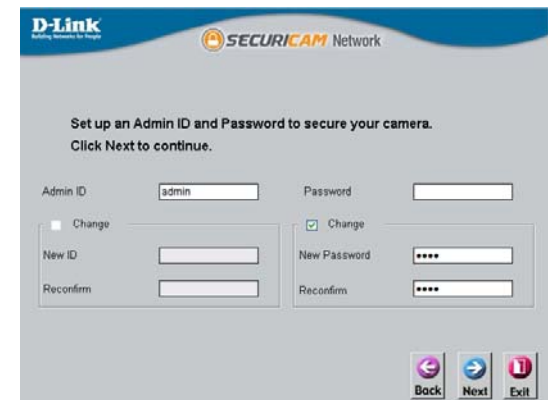 D-Link
Building Networks for People
SECURICAM Network
Set up an Admin ID and Password to secure your camera.
Click Next to continue.
Admin ID admin Password
Change Change
New ID New Password ••••
Reconfirm Reconfirm ••••
Back Next Exit